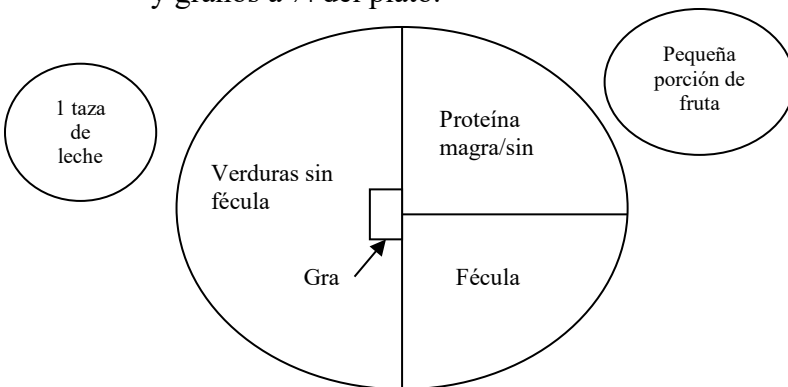 y granos a ¼ del plato.
1 taza
de
leche
Pequeña
porción de
fruta
Proteína
magra/sin
Verduras sin
fécula
Gra
Fécula